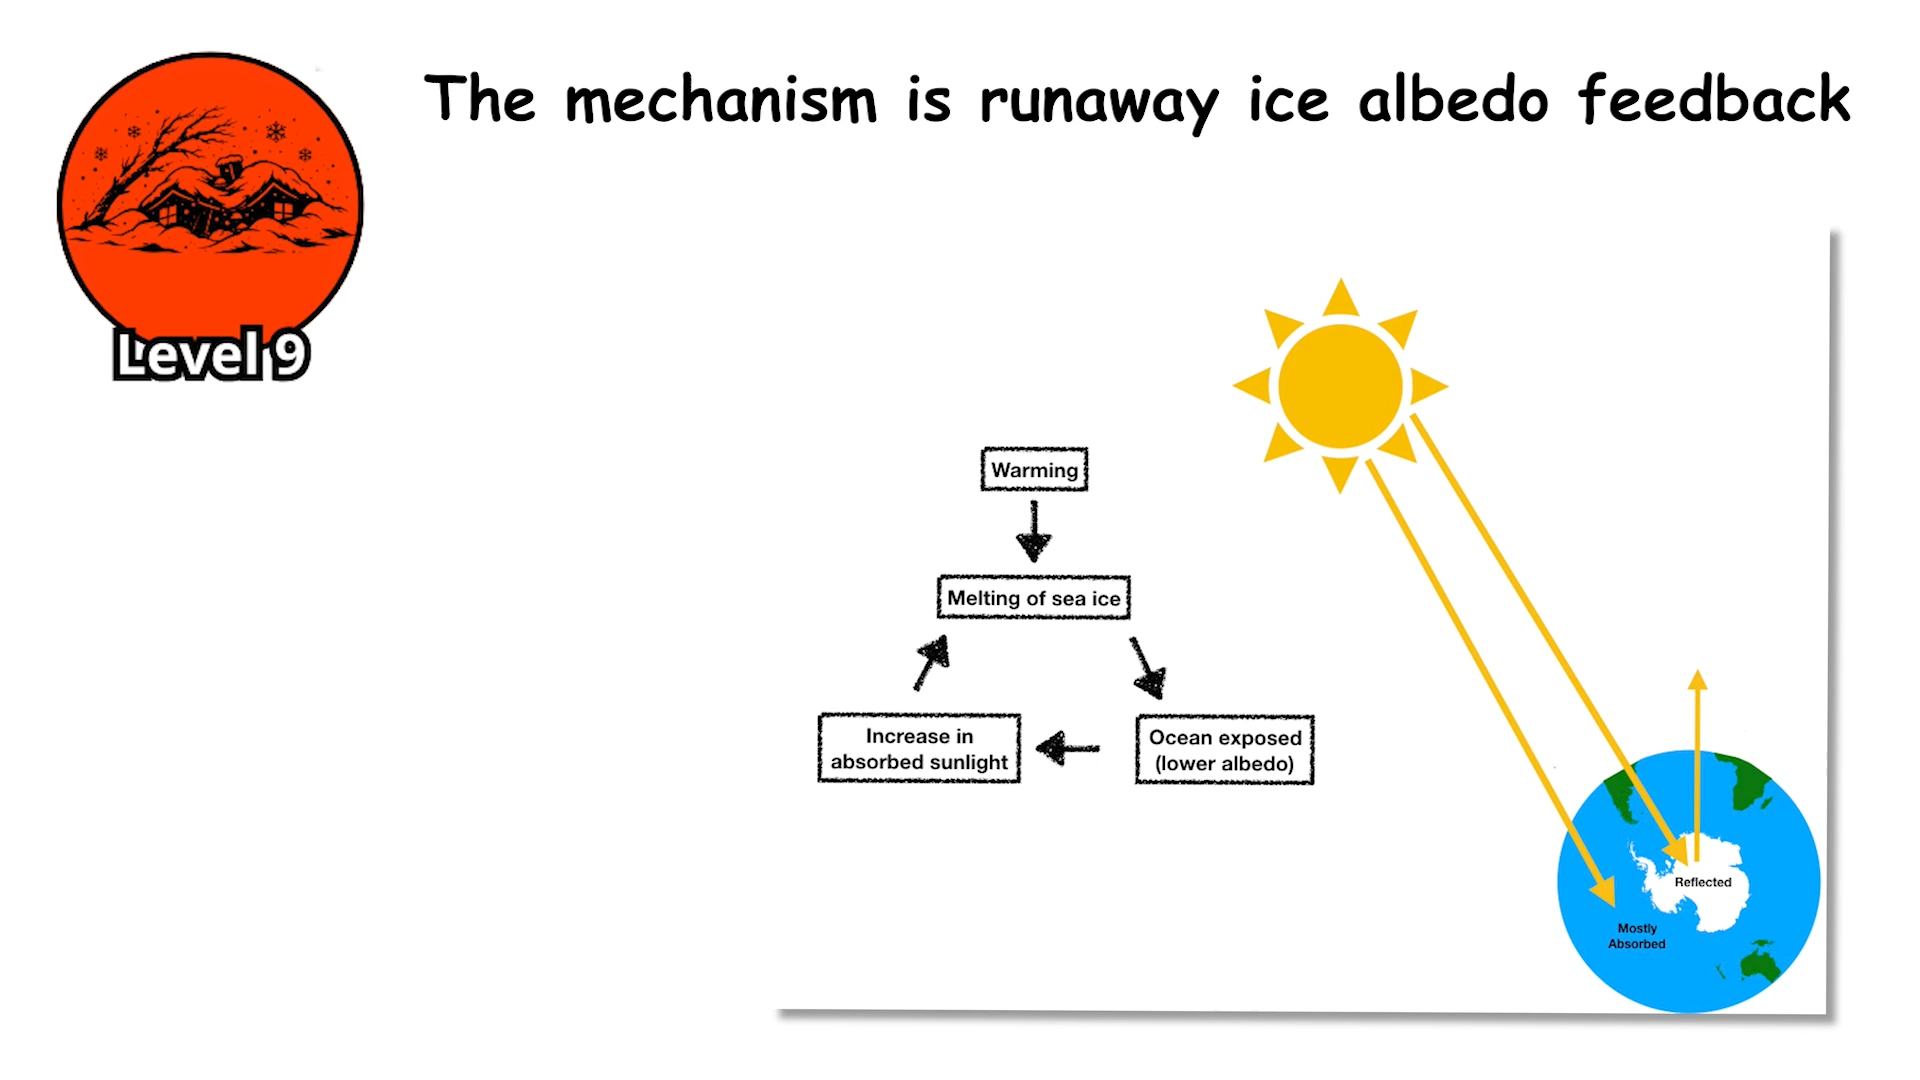 The mechanism is runaway ice albedo feedback
Level 9
Warming
Melting of sea ice
Increase in
absorbed sunlight
Ocean exposed
(lower albedo)
Reflected
Mostly
Absorbed